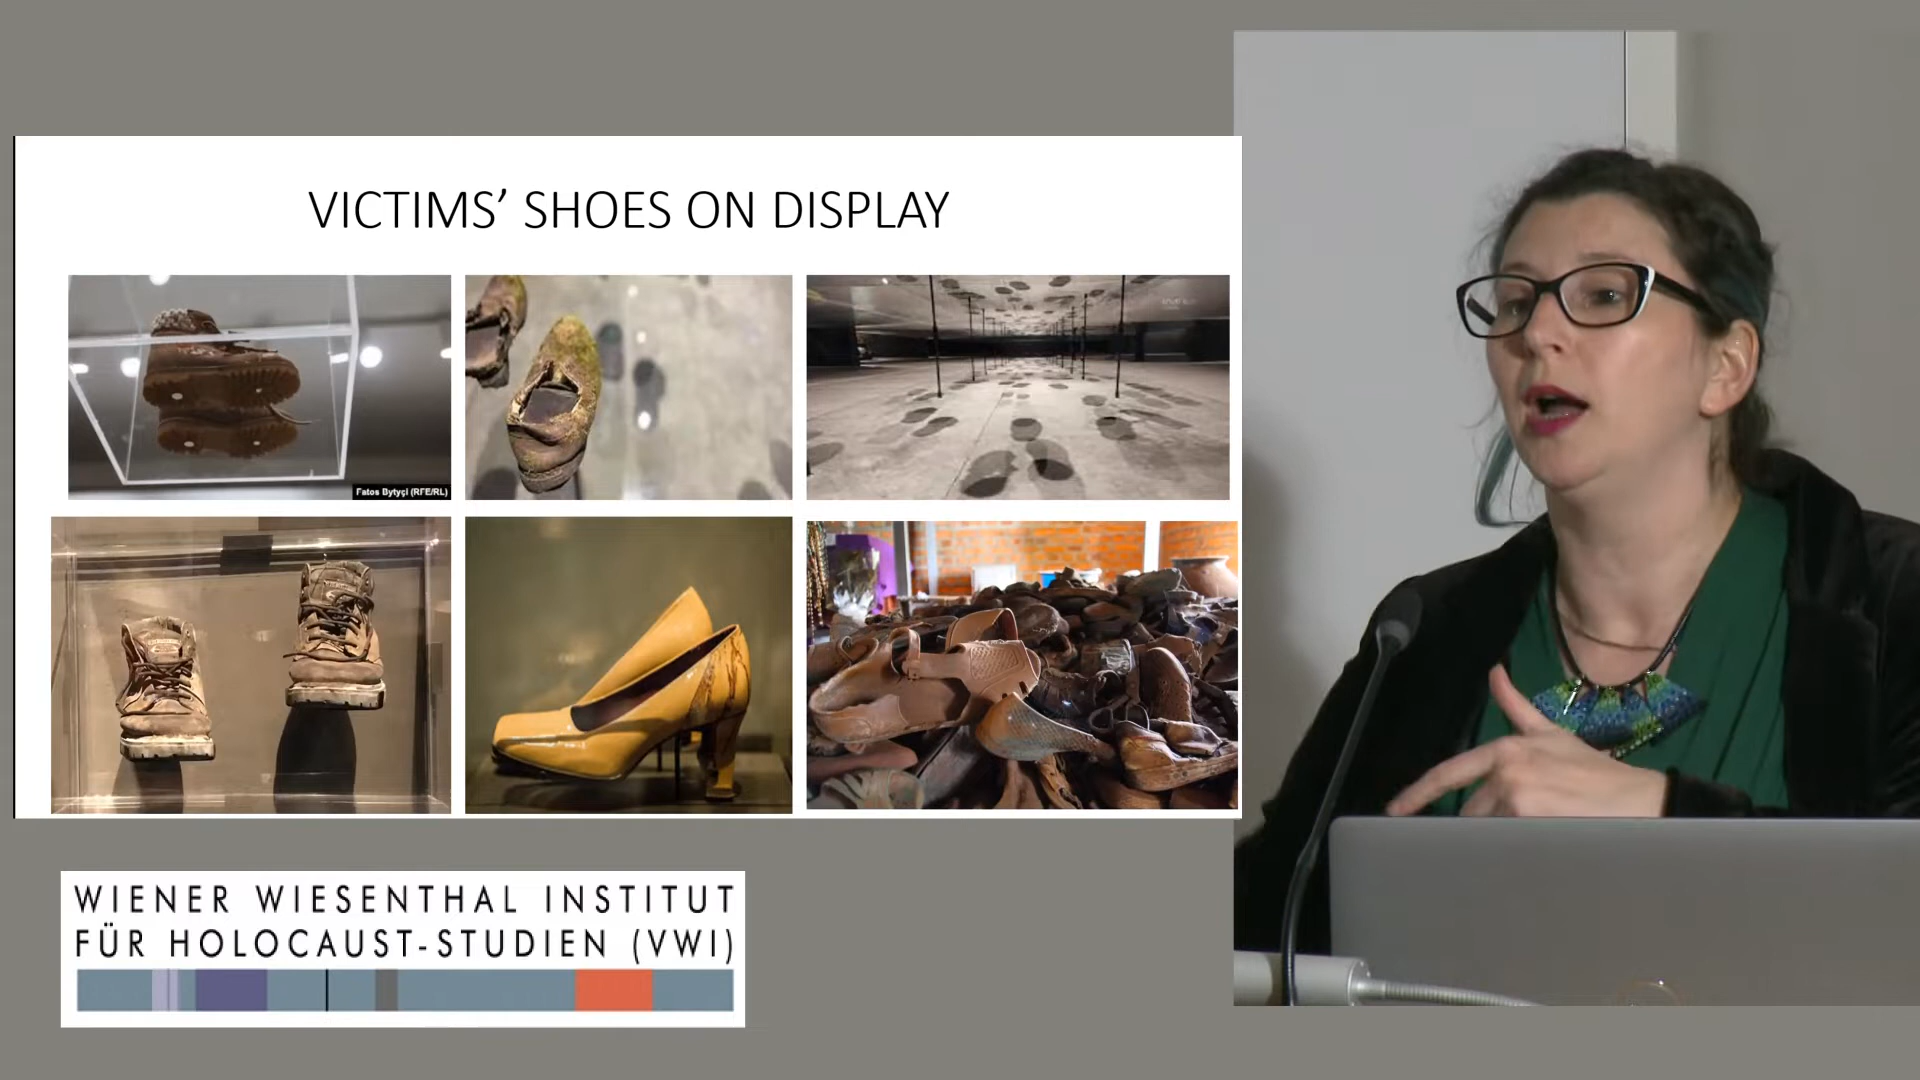 VICTIMS’ SHOES ON DISPLAY
Fatos Bytyçi (RFE/RL)
WIENER WIESENTHAL INSTITUT
FÜR HOLOCAUST-STUDIEN (VWI)